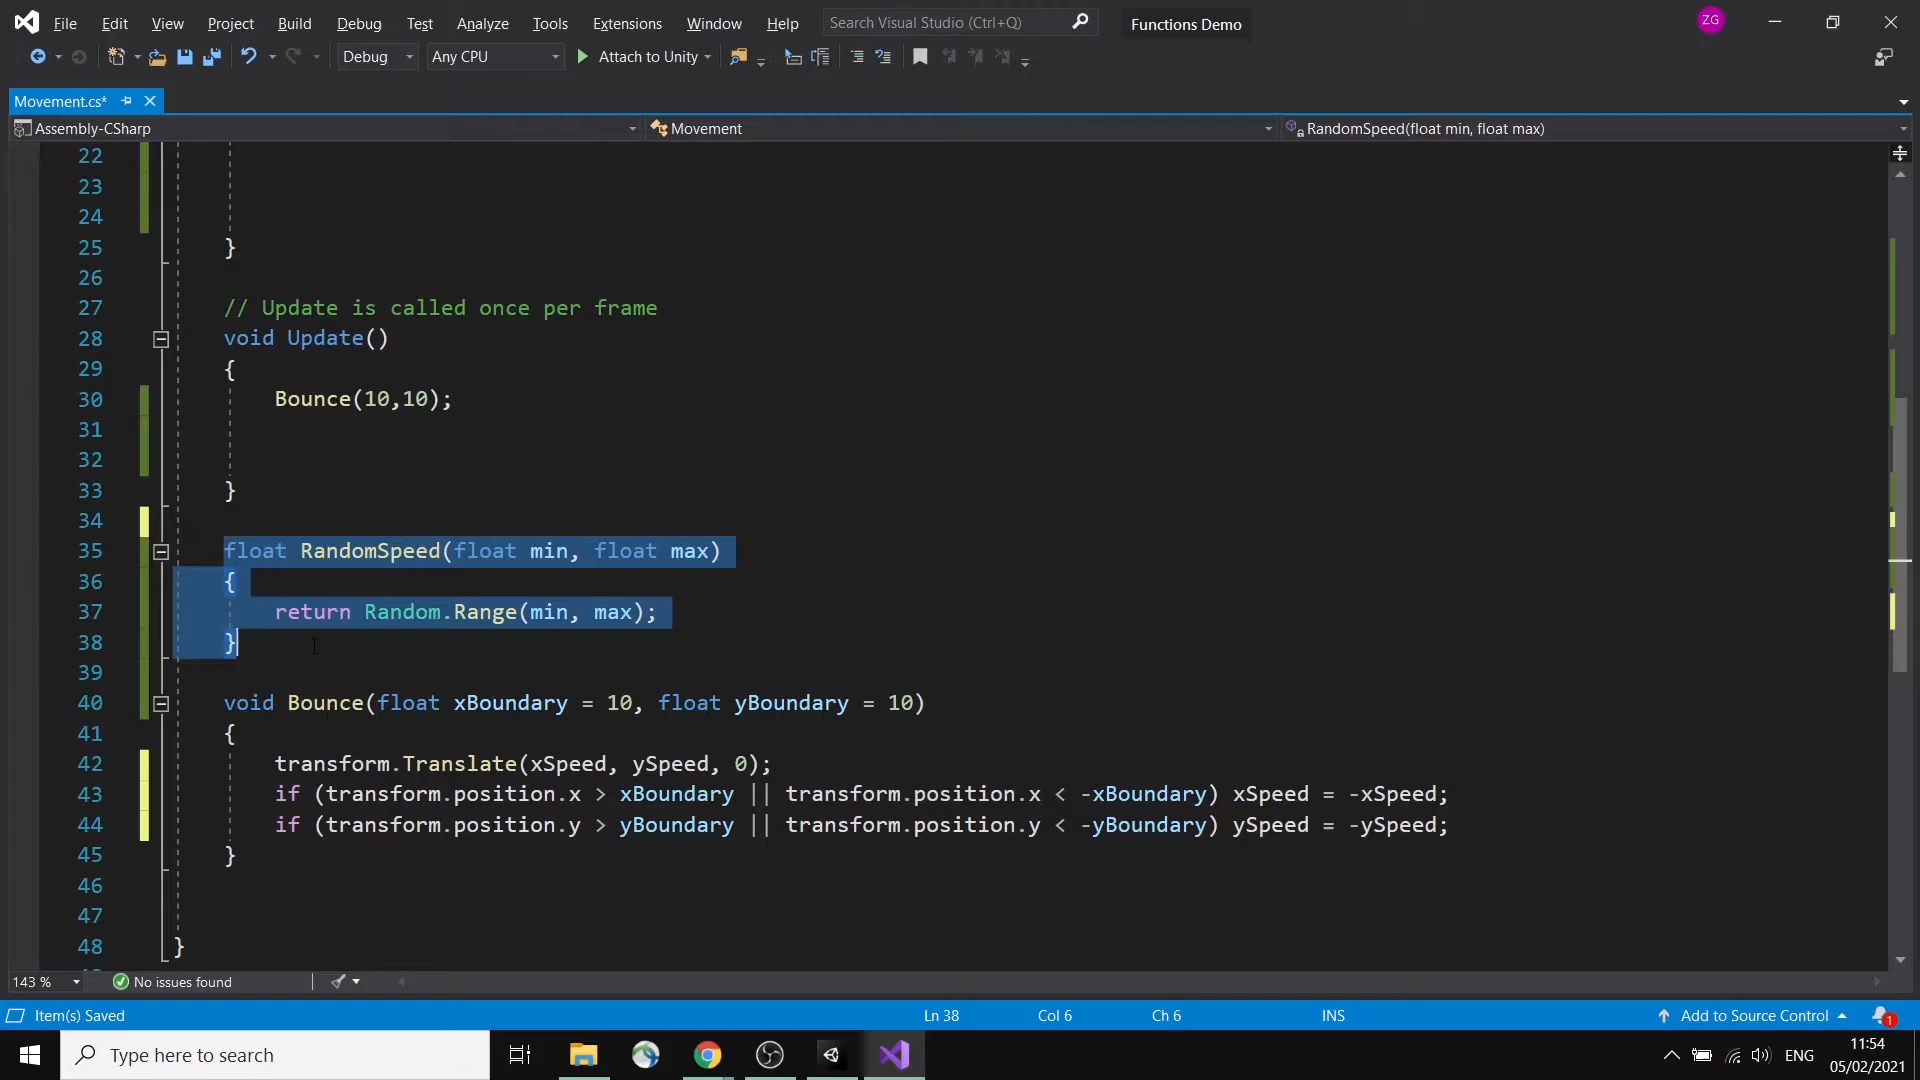 File Edit View Project Build Debug Test Analyze Tools Extensions Window Help Search Visual Studio (Ctrl+Q) Functions Demo ZG
Debug Any CPU Attach to Unity
Movement.cs*
Assembly-CSharp Movement RandomSpeed(float min, float max)
22
23
24
25 }
26
27 // Update is called once per frame
28 void Update()
29 {
30 Bounce(10,10);
31
32
33 }
34
35 float RandomSpeed(float min, float max)
36 {
37 return Random.Range(min, max);
38 }
39
40 void Bounce(float xBoundary = 10, float yBoundary = 10)
41 {
42 transform.Translate(xSpeed, ySpeed, 0);
43 if (transform.position.x > xBoundary || transform.position.x < -xBoundary) xSpeed = -xSpeed;
44 if (transform.position.y > yBoundary || transform.position.y < -yBoundary) ySpeed = -ySpeed;
45 }
46
47
48 }
143 % No issues found
Item(s) Saved Ln 38 Col 6 Ch 6 INS Add to Source Control 1
Type here to search ENG 11:54
05/02/2021